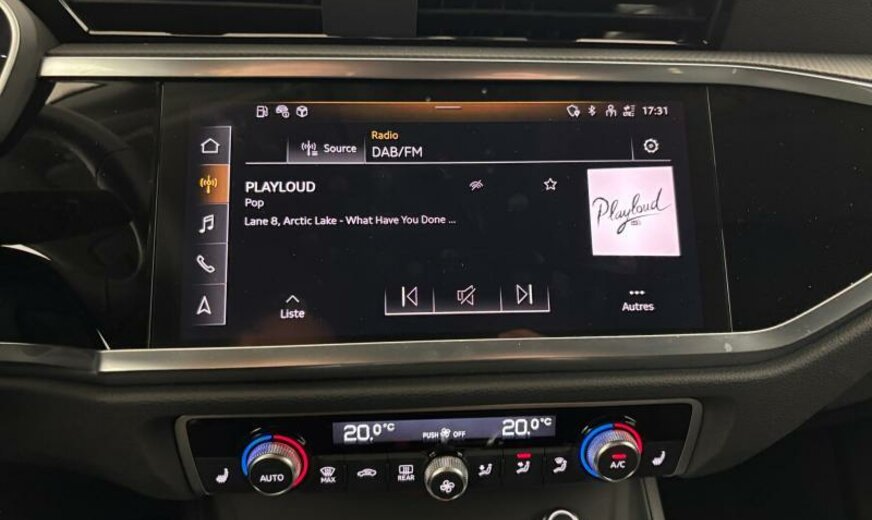 17:31
Radio
Source
DAB/FM
PLAYLOUD
Pop
Lane 8, Arctic Lake - What Have You Done ...
Playloud
Liste
Autres
20.0°C
PUSH OFF
20.0°C
AUTO
MAX
REAR
A/C